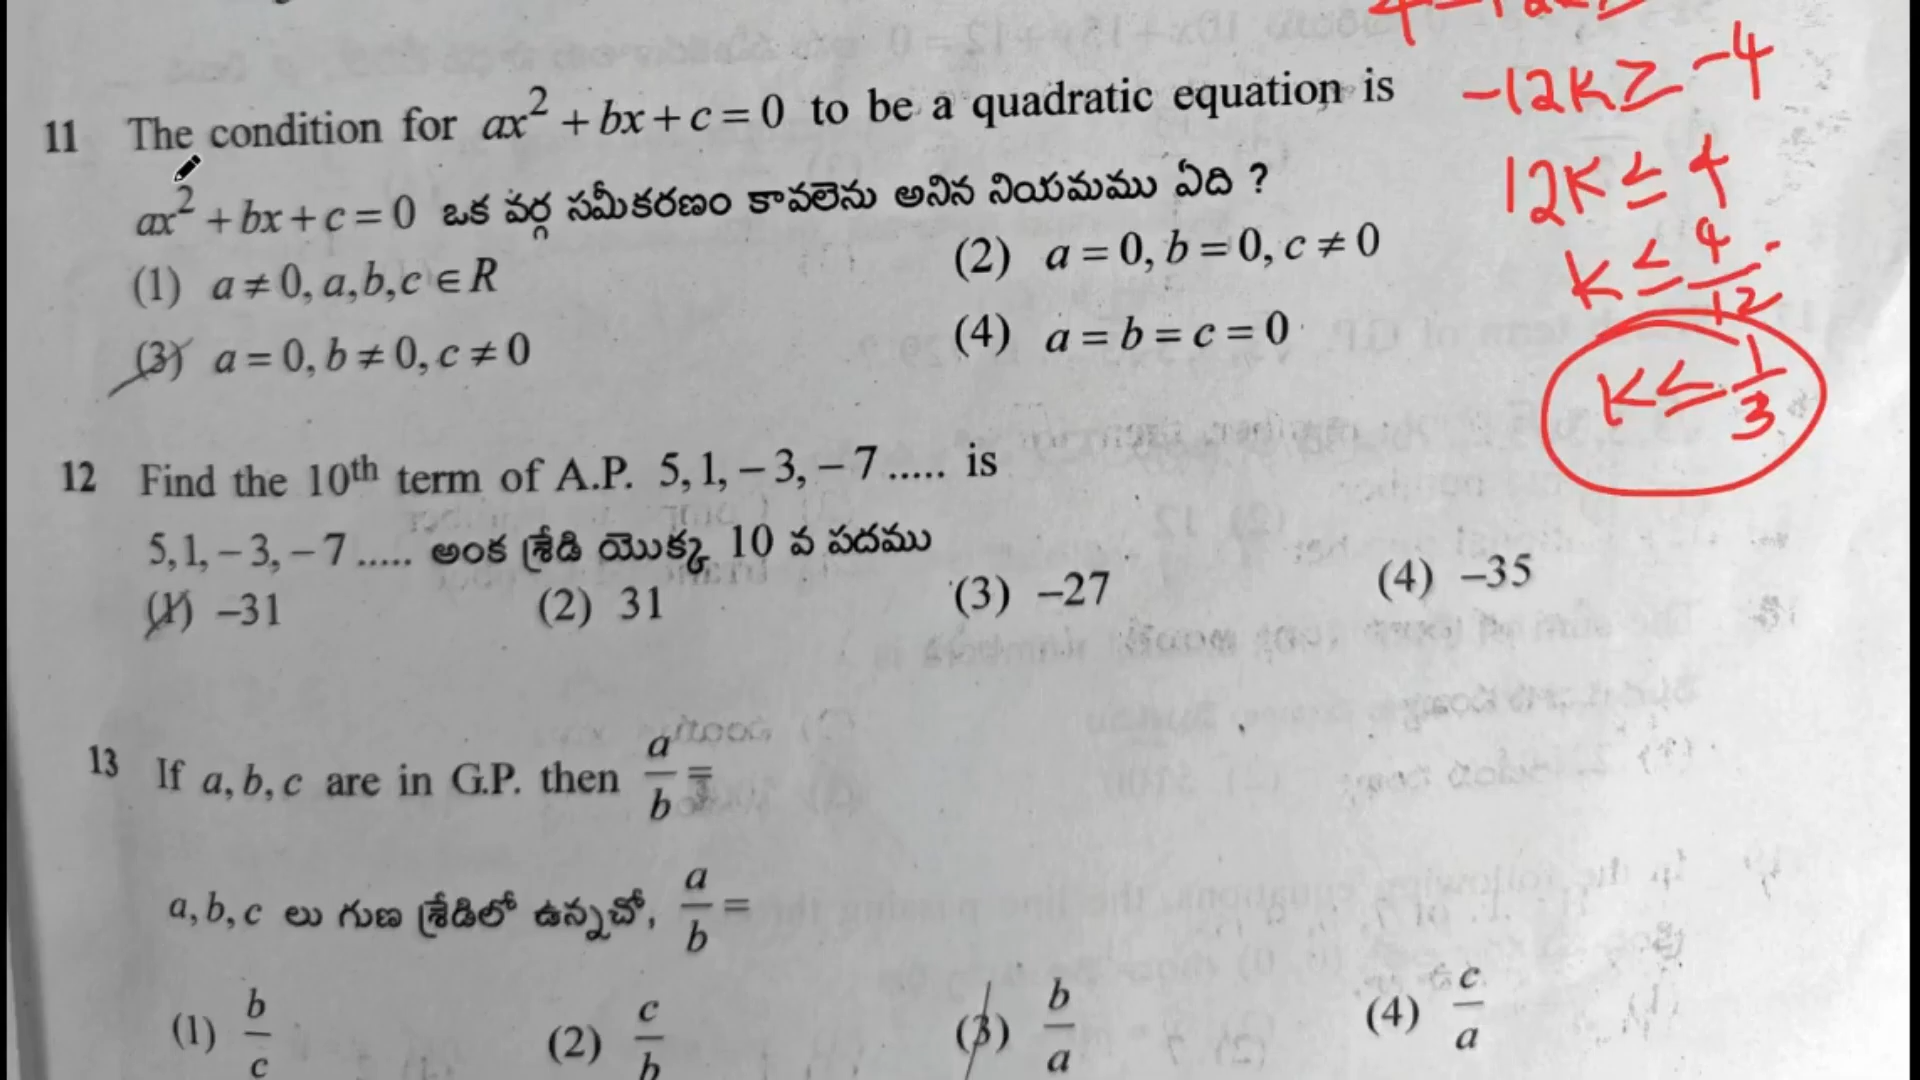 4 - 12k ≥
-12k ≥ -4
12k ≤ 4
k ≤ 4/12
k ≤ 1/3
11 The condition for ax² + bx + c = 0 to be a quadratic equation is
ax² + bx + c = 0 ఒక వర్గ సమీకరణం కావలెను అనిన నియమము ఏది ?
(1) a ≠ 0, a, b, c ∈ R (2) a = 0, b = 0, c ≠ 0
(3) a = 0, b ≠ 0, c ≠ 0 (4) a = b = c = 0
12 Find the 10th term of A.P. 5, 1, – 3, – 7 ..... is
5, 1, – 3, – 7 ..... అంక శ్రేడి యొక్క 10 వ పదము
(1) –31 (2) 31 (3) –27 (4) –35
13 If a, b, c are in G.P. then a/b =
a, b, c లు గుణ శ్రేడిలో ఉన్నచో, a/b =
(1) b/c (2) c/b (3) b/a (4) c/a